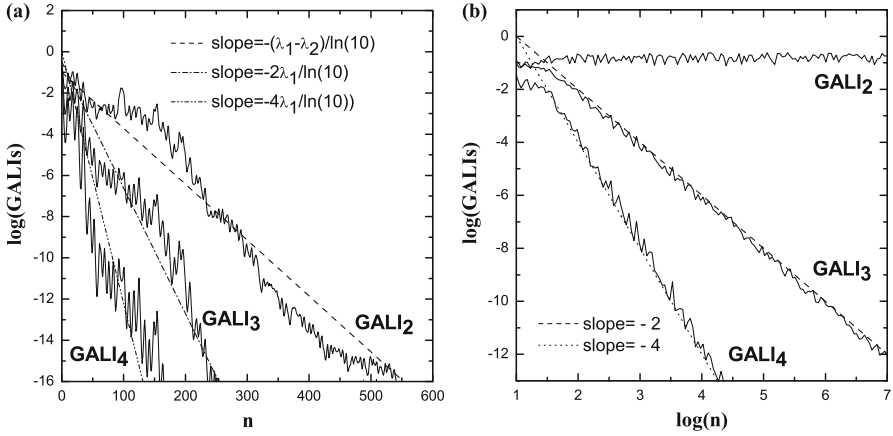 (a)
slope=-(λ1-λ2)/ln(10)
slope=-2λ1/ln(10)
slope=-4λ1/ln(10))
log(GALIs)
2
0
-2
-4
-6
-8
-10
-12
-14
-16
GALI4
GALI3
GALI2
0 100 200 300 400 500 600
n
(b)
log(GALIs)
0
-2
-4
-6
-8
-10
-12
GALI2
GALI3
GALI4
slope= - 2
slope= - 4
1 2 3 4 5 6 7
log(n)